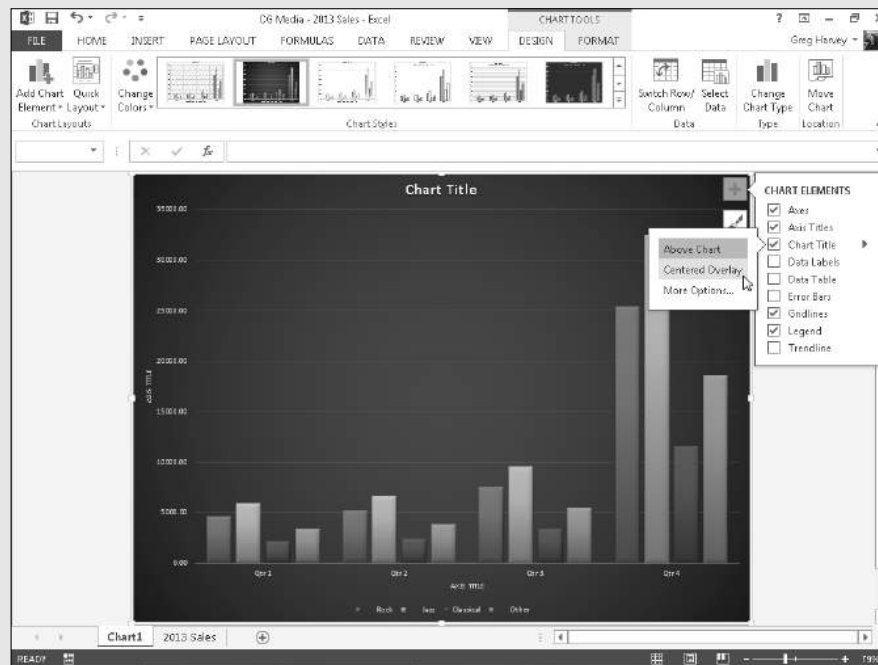 CG Media - 2013 Sales - Excel
CHART TOOLS
?
FILE HOME INSERT PAGE LAYOUT FORMULAS DATA REVIEW VIEW DESIGN FORMAT
Greg Harvey
Add Chart Element Quick Layout
Change Colors
Switch Row/ Column
Select Data
Change Chart Type
Move Chart
Chart Layouts
Chart Styles
Data
Type
Location
fx
Chart Title
35000.00
30000.00
20000.00
15000.00
10000.00
5000.00
0.00
AXIS TITLE
Qtr 1 Qtr 2 Qtr 3 Qtr 4
AXIS TITLE
Rock Jazz Classical Other
CHART ELEMENTS
Axes
Axis Titles
Chart Title
Data Labels
Data Table
Error Bars
Gridlines
Legend
Trendline
Above Chart
Centered Overlay
More Options...
Chart1 2013 Sales
READY
79%